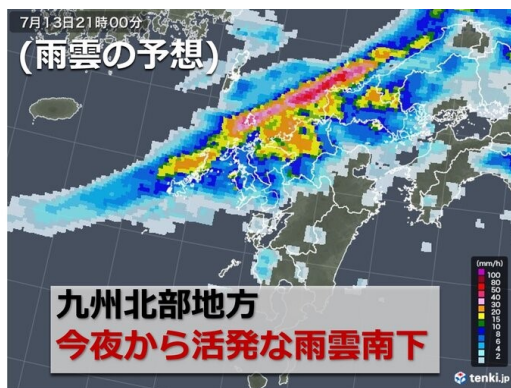 7月13日21時00分
(雨雲の予想)
(mm/h)
100
80
50
40
30
20
15
10
8
6
4
2
九州北部地方
今夜から活発な雨雲南下
tenki.jp